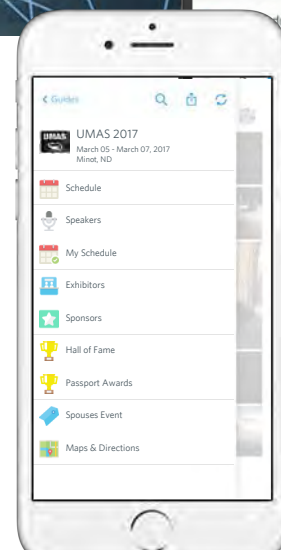 Guides
UMAS
UMAS 2017
March 05 - March 07, 2017
Minot, ND
Schedule
Speakers
My Schedule
Exhibitors
Sponsors
Hall of Fame
Passport Awards
Spouses Event
Maps & Directions